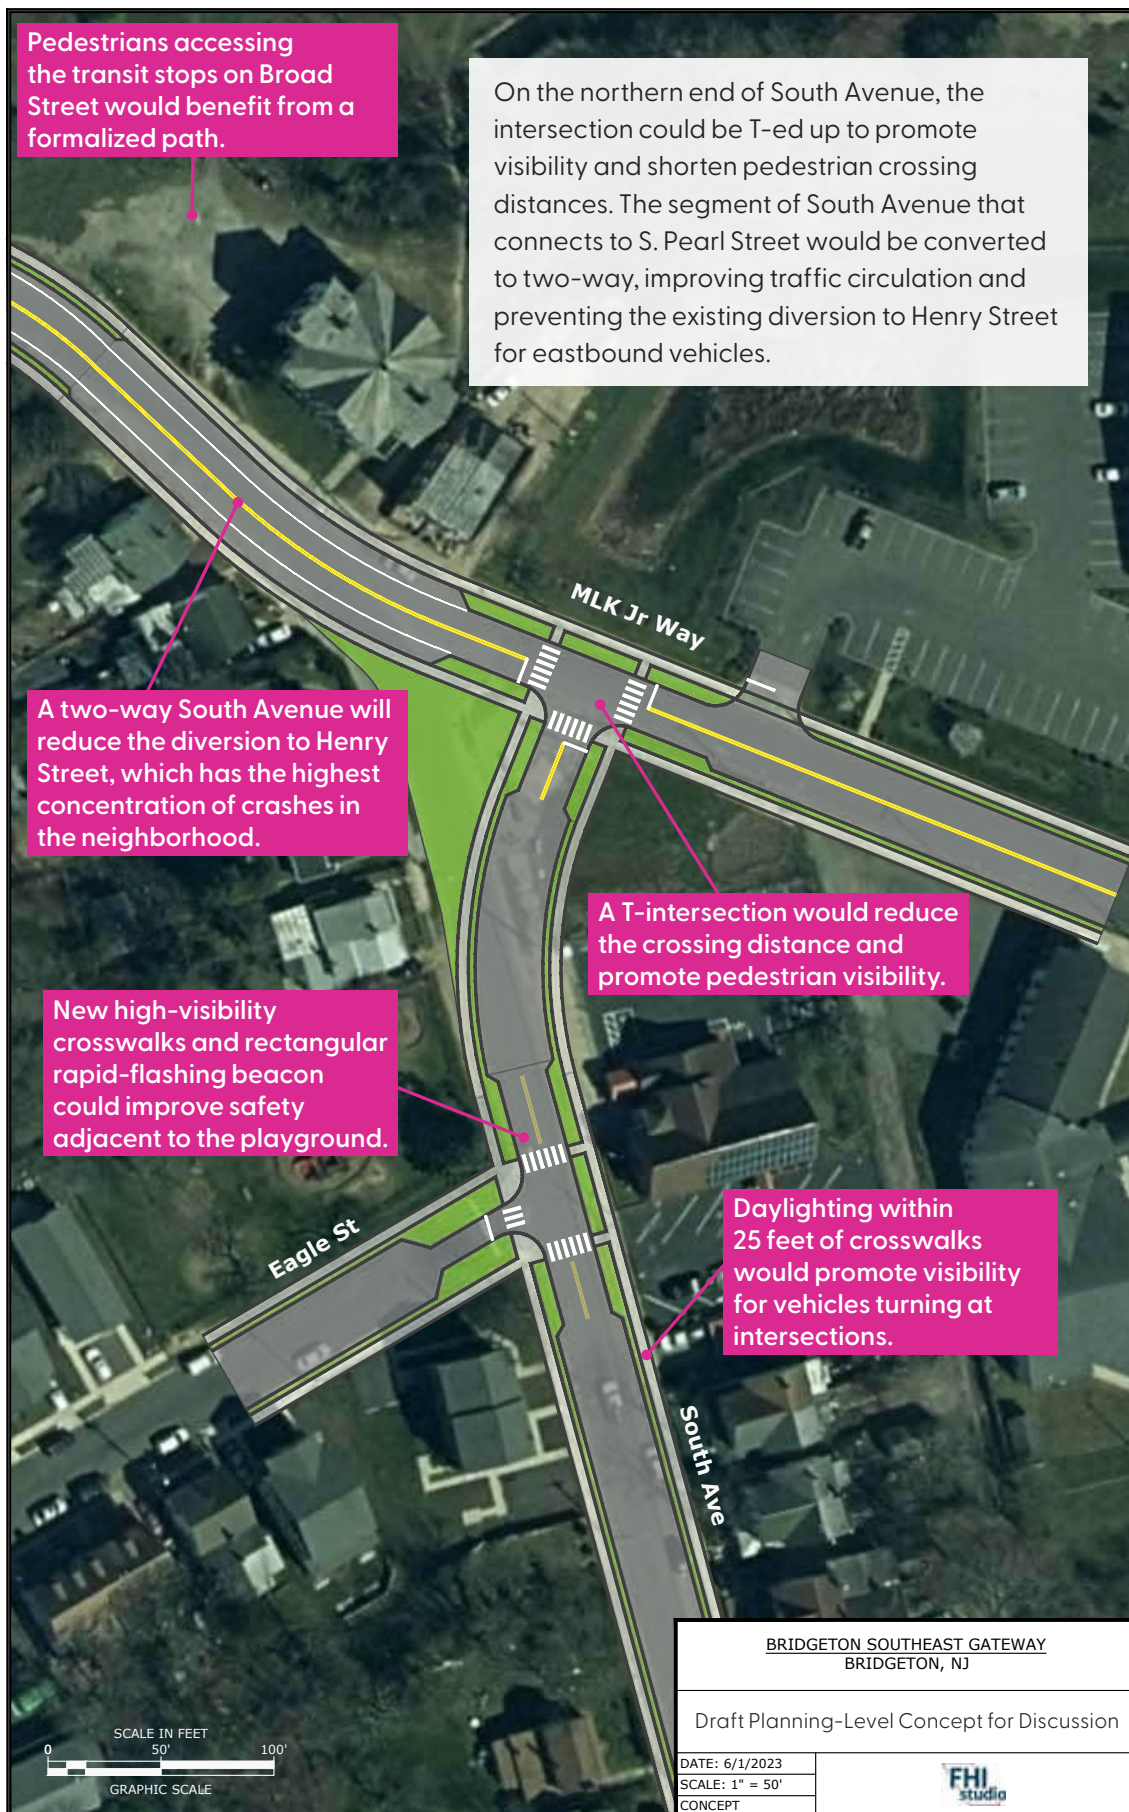 Pedestrians accessing
the transit stops on Broad
Street would benefit from a
formalized path.
On the northern end of South Avenue, the
intersection could be T-ed up to promote
visibility and shorten pedestrian crossing
distances. The segment of South Avenue that
connects to S. Pearl Street would be converted
to two-way, improving traffic circulation and
preventing the existing diversion to Henry Street
for eastbound vehicles.
MLK Jr Way
A two-way South Avenue will
reduce the diversion to Henry
Street, which has the highest
concentration of crashes in
the neighborhood.
A T-intersection would reduce
the crossing distance and
promote pedestrian visibility.
New high-visibility
crosswalks and rectangular
rapid-flashing beacon
could improve safety
adjacent to the playground.
Eagle St
Daylighting within
25 feet of crosswalks
would promote visibility
for vehicles turning at
intersections.
South Ave
SCALE IN FEET
0 50' 100'
GRAPHIC SCALE
BRIDGETON SOUTHEAST GATEWAY
BRIDGETON, NJ
Draft Planning-Level Concept for Discussion
DATE: 6/1/2023
SCALE: 1" = 50'
CONCEPT
FHI
studio